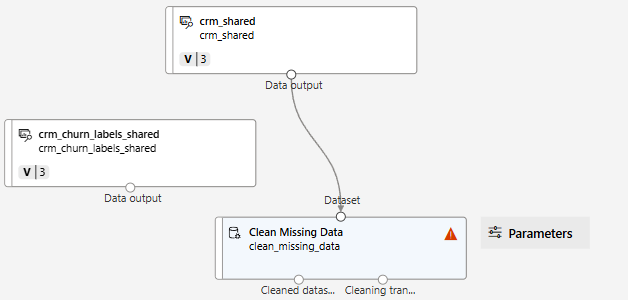 crm_shared
crm_shared
V | 3
Data output
crm_churn_labels_shared
crm_churn_labels_shared
V | 3
Data output
Dataset
Clean Missing Data
clean_missing_data
Parameters
Cleaned datas... Cleaning tran...